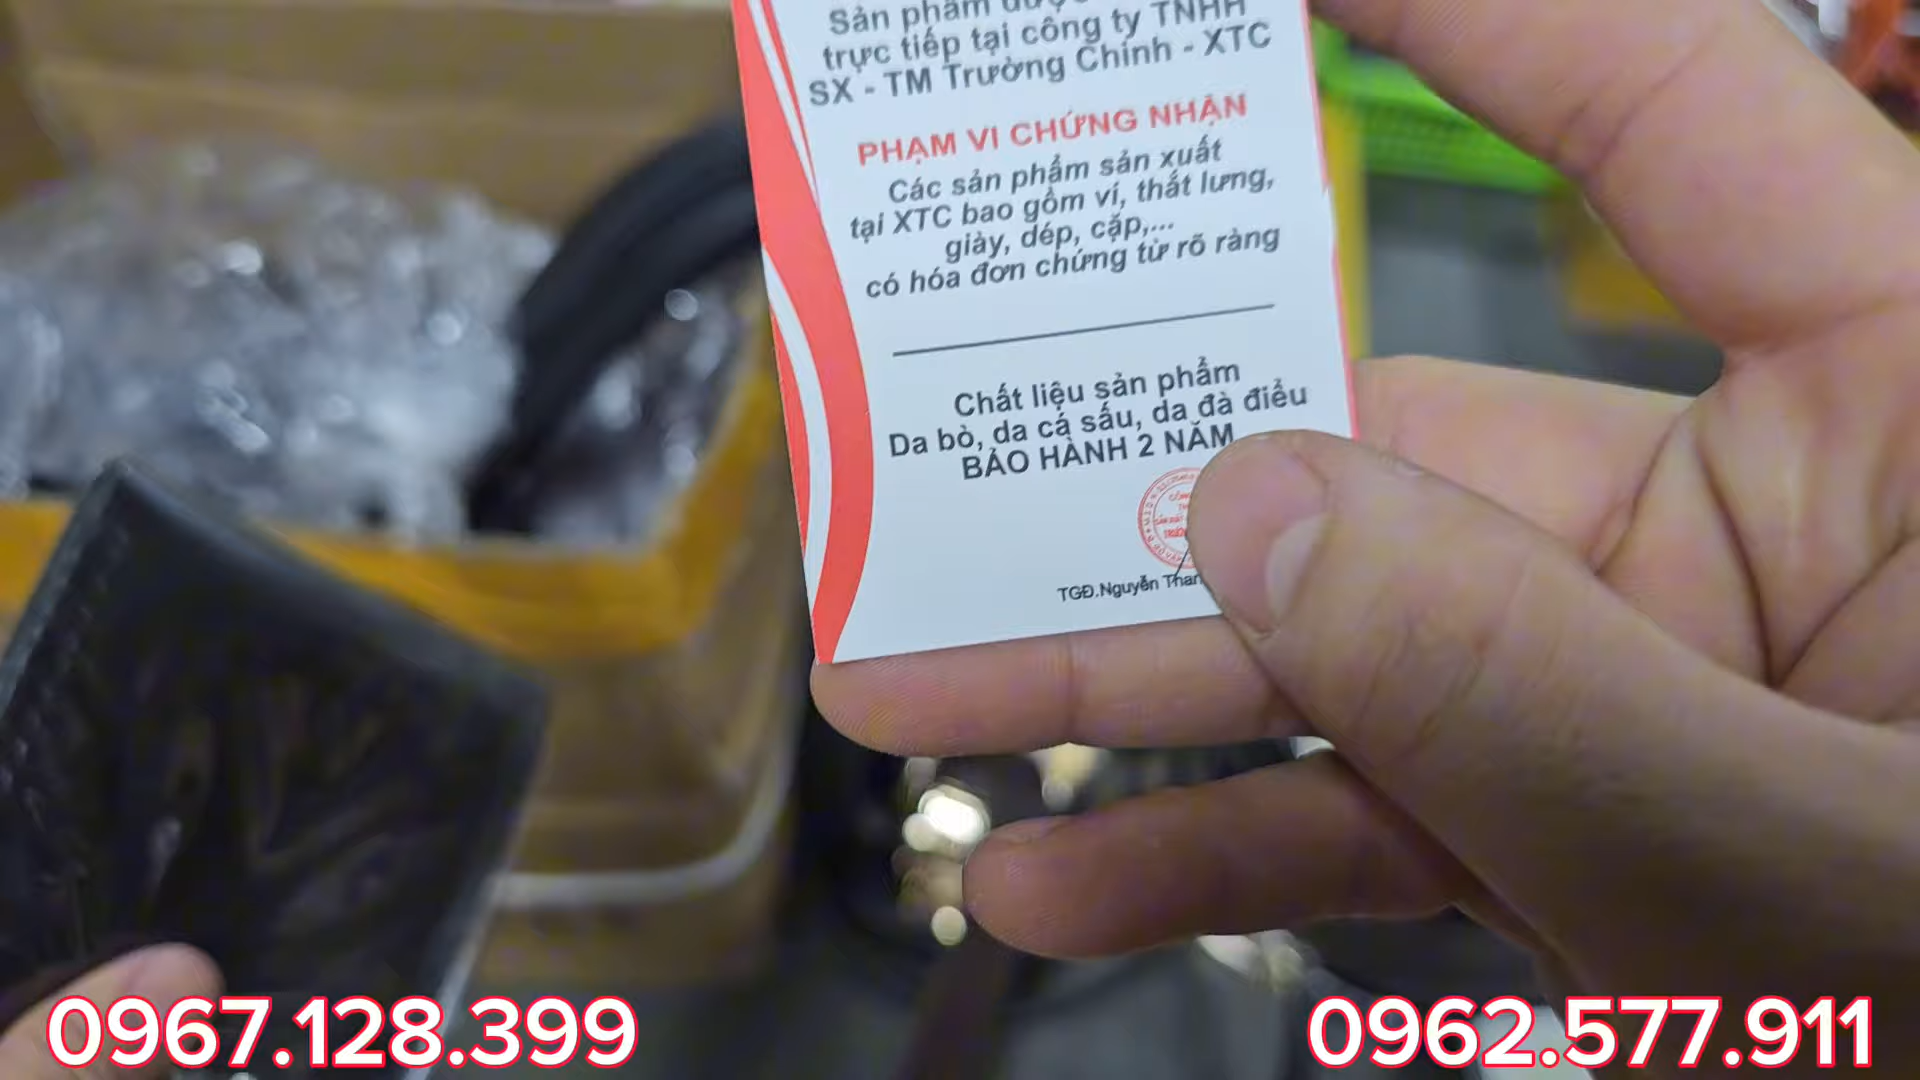 Sản phẩm được
trực tiếp tại công ty TNHH
SX - TM Trường Chinh - XTC
PHẠM VI CHỨNG NHẬN
Các sản phẩm sản xuất
tại XTC bao gồm ví, thắt lưng,
giày, dép, cặp,...
có hóa đơn chứng từ rõ ràng
Chất liệu sản phẩm
Da bò, da cá sấu, da đà điểu
BẢO HÀNH 2 NĂM
TGĐ.Nguyễn
0967.128.399
0962.577.911